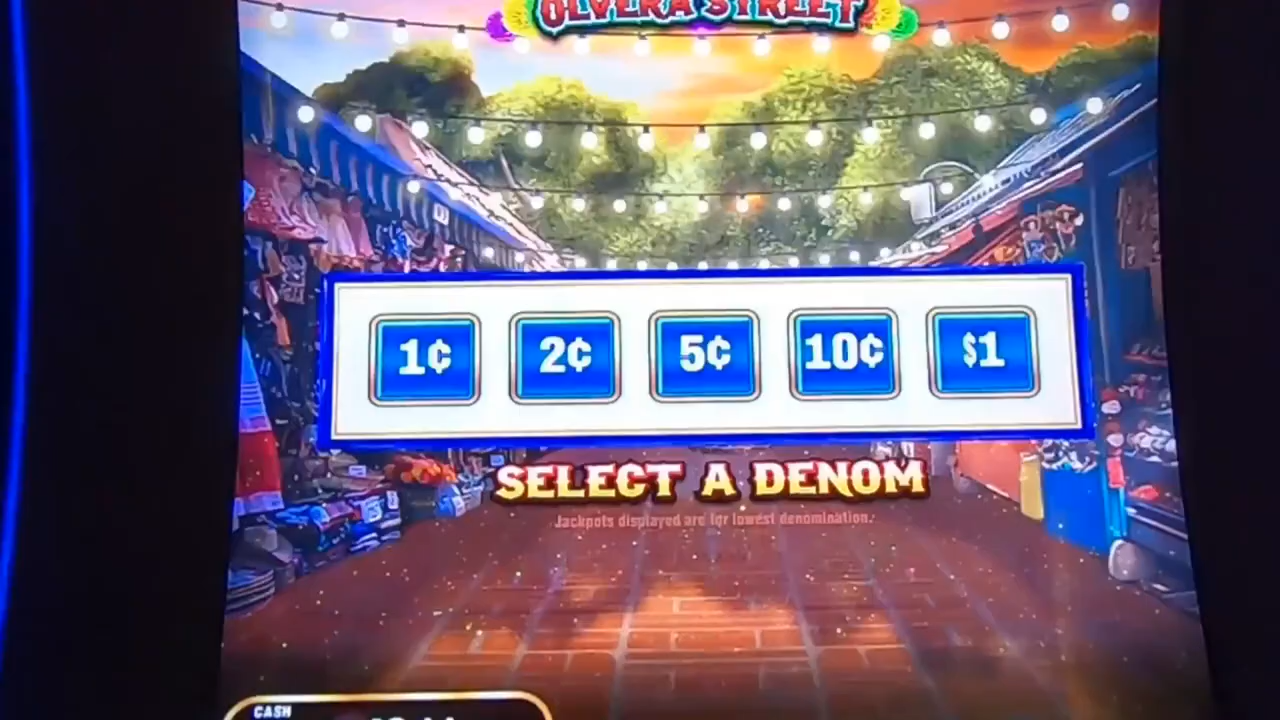 OLVERA STREET
1¢ 2¢ 5¢ 10¢ $1
SELECT A DENOM
Jackpots displayed are for lowest denomination.
CASH